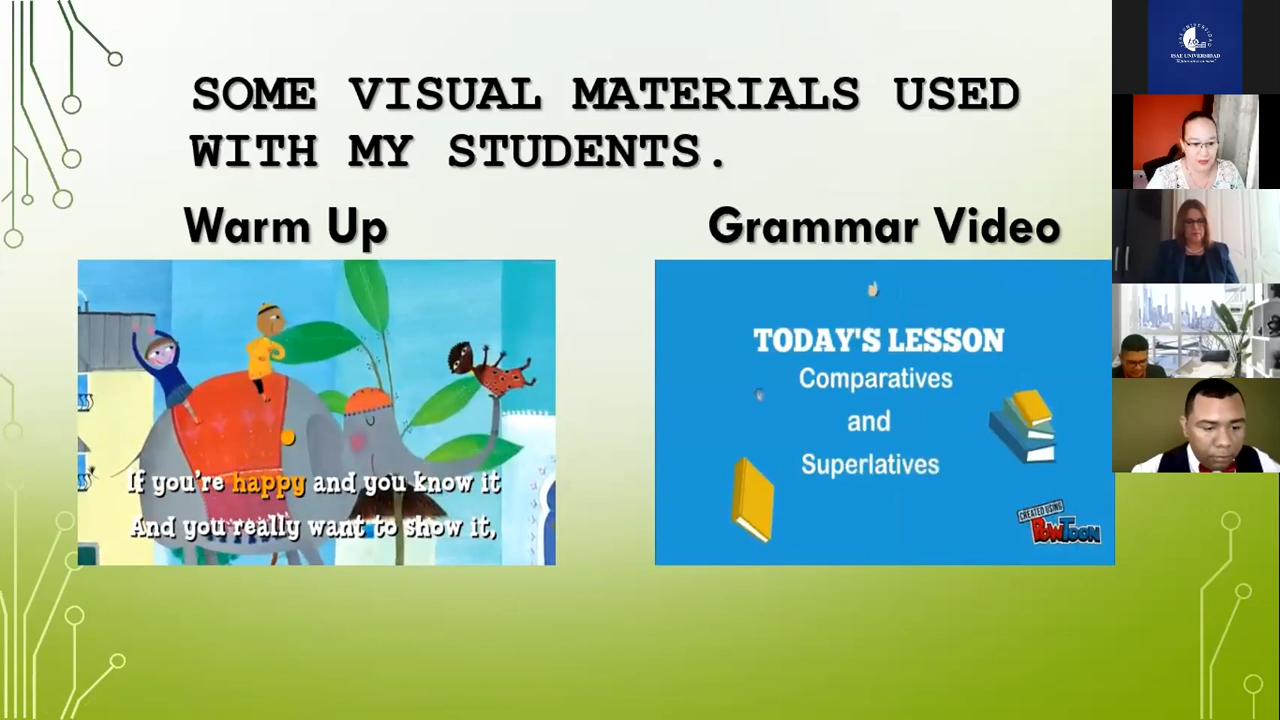 SOME VISUAL MATERIALS USED
WITH MY STUDENTS.
Warm Up
Grammar Video
If you're happy and you know it
And you really want to show it,
TODAY'S LESSON
Comparatives
and
Superlatives
CREATED USING
POWTOON
ISAE UNIVERSIDAD